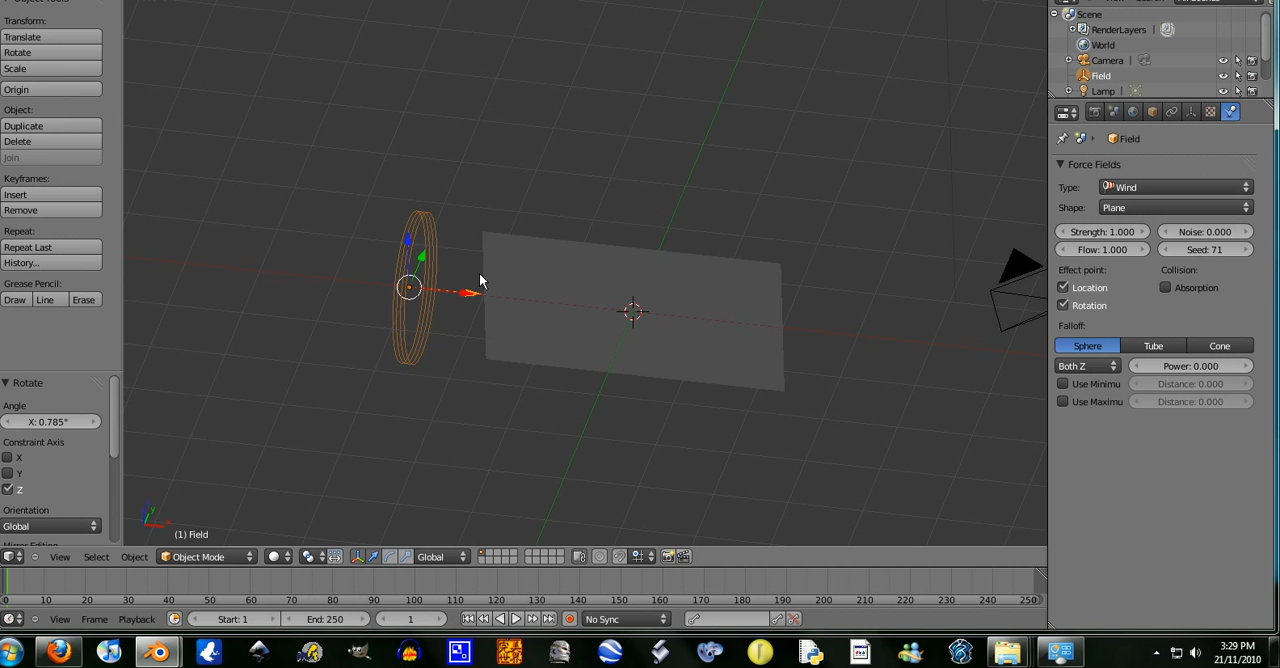 Object Tools
Transform:
Translate
Rotate
Scale
Origin
Object:
Duplicate
Delete
Join
Keyframes:
Insert
Remove
Repeat:
Repeat Last
History...
Grease Pencil:
Draw Line Erase
Rotate
Angle
X: 0.785°
Constraint Axis
X
Y
Z
Orientation
Global
(1) Field
View Select Object Object Mode Global
0 10 20 30 40 50 60 70 80 90 100 110 120 130 140 150 160 170 180 190 200 210 220 230 240 250
View Frame Playback Start: 1 End: 250 1 No Sync
Scene
RenderLayers
World
Camera
Field
Lamp
Field
Force Fields
Type: Wind
Shape: Plane
Strength: 1.000 Noise: 0.000
Flow: 1.000 Seed: 71
Effect point: Collision:
Location Absorption
Rotation
Falloff:
Sphere Tube Cone
Both Z Power: 0.000
Use Minimu Distance: 0.000
Use Maximu Distance: 0.000
3:29 PM
21/11/2010